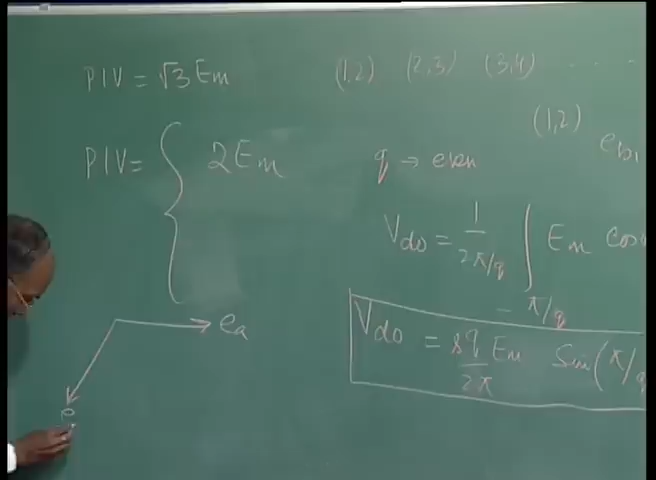 PIV = √3 Em (1,2) (2,3) (3,4) . . .
(1,2)
PIV = { 2Em q → even
Vdo = 1/(2π/q) ∫ Em cos
- π/q
Vdo = sq/2π Em Sin(π/q
ea
e